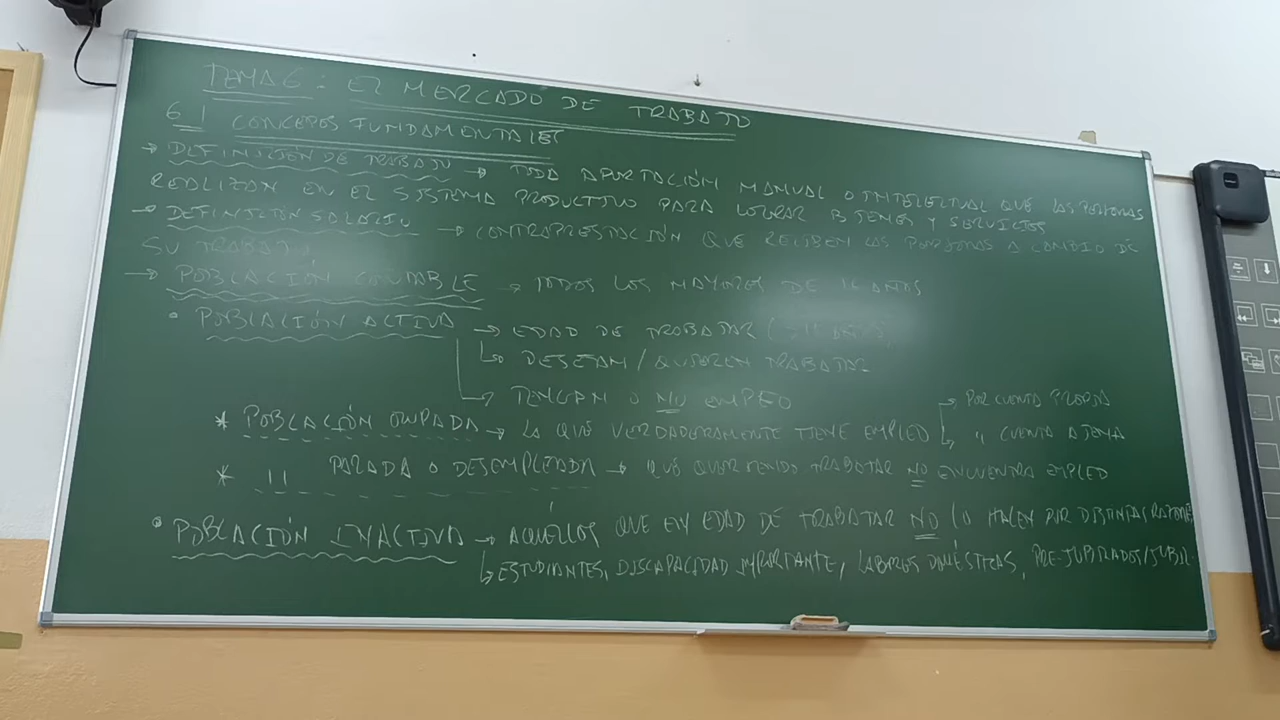 TEMA 6: EL MERCADO DE TRABAJO
6.1 CONCEPTOS FUNDAMENTALES
→ DEFINICIÓN DE TRABAJO → TODA APORTACIÓN MANUAL O INTELECTUAL QUE LAS PERSONAS
REALIZAN EN EL SISTEMA PRODUCTIVO PARA LOGRAR BIENES Y SERVICIOS
→ DEFINICIÓN SALARIO → CONTRAPRESTACIÓN QUE RECIBEN LAS PERSONAS A CAMBIO DE
SU TRABAJO
→ POBLACIÓN CONTABLE → TODOS LOS MAYORES DE 16 AÑOS
• POBLACIÓN ACTIVA → EDAD DE TRABAJAR
→ DESEAN / QUIEREN TRABAJAR
→ TENGAN O NO EMPLEO
* POBLACIÓN OCUPADA → LA QUE VERDADERAMENTE TIENE EMPLEO → POR CUENTA PROPIA
→ " CUENTA AJENA
* " PARADA O DESEMPLEADA → QUE QUERIENDO TRABAJAR NO ENCUENTRA EMPLEO
• POBLACIÓN INACTIVA → AQUELLOS QUE EN EDAD DE TRABAJAR NO LO HACEN POR DISTINTAS RAZONES
→ ESTUDIANTES, DISCAPACIDAD IMPORTANTE, LABORES DOMÉSTICAS, PRE-JUBILADOS/JUBIL.